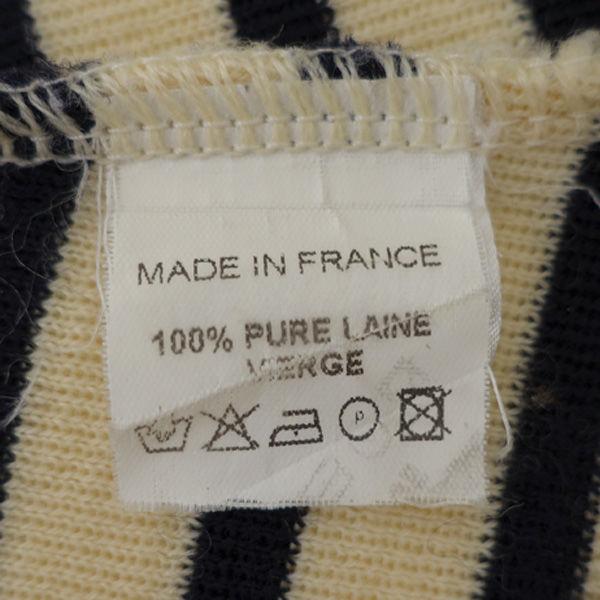 MADE IN FRANCE
100% PURE LAINE
VIERGE
P